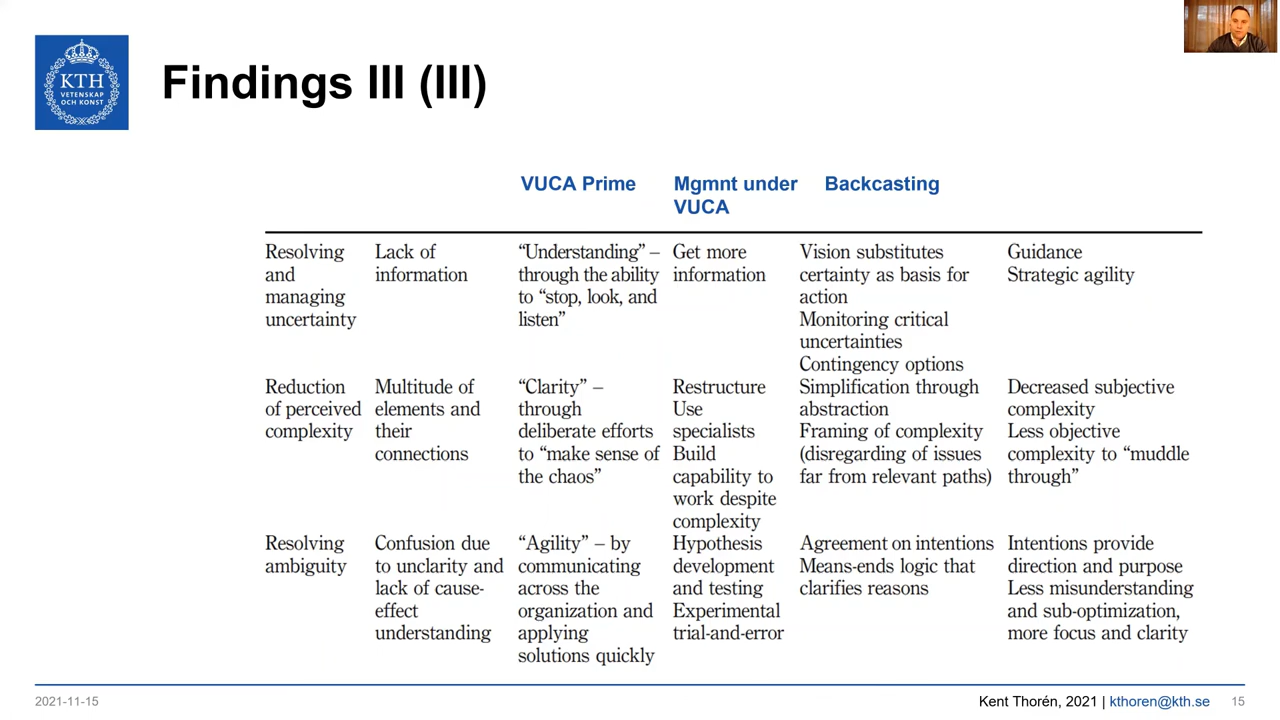 KTH
VETENSKAP
OCH KONST
Findings III (III)
VUCA Prime
Mgmnt under
VUCA
Backcasting
Resolving
and
managing
uncertainty
Lack of
information
“Understanding” –
through the ability
to “stop, look, and
listen”
Get more
information
Vision substitutes
certainty as basis for
action
Monitoring critical
uncertainties
Contingency options
Guidance
Strategic agility
Reduction
of perceived
complexity
Multitude of
elements and
their
connections
“Clarity” –
through
deliberate efforts
to “make sense of
the chaos”
Restructure
Use
specialists
Build
capability to
work despite
complexity
Simplification through
abstraction
Framing of complexity
(disregarding of issues
far from relevant paths)
Decreased subjective
complexity
Less objective
complexity to “muddle
through”
Resolving
ambiguity
Confusion due
to unclarity and
lack of cause-
effect
understanding
“Agility” – by
communicating
across the
organization and
applying
solutions quickly
Hypothesis
development
and testing
Experimental
trial-and-error
Agreement on intentions
Means-ends logic that
clarifies reasons
Intentions provide
direction and purpose
Less misunderstanding
and sub-optimization,
more focus and clarity
2021-11-15
Kent Thorén, 2021 | kthoren@kth.se
15